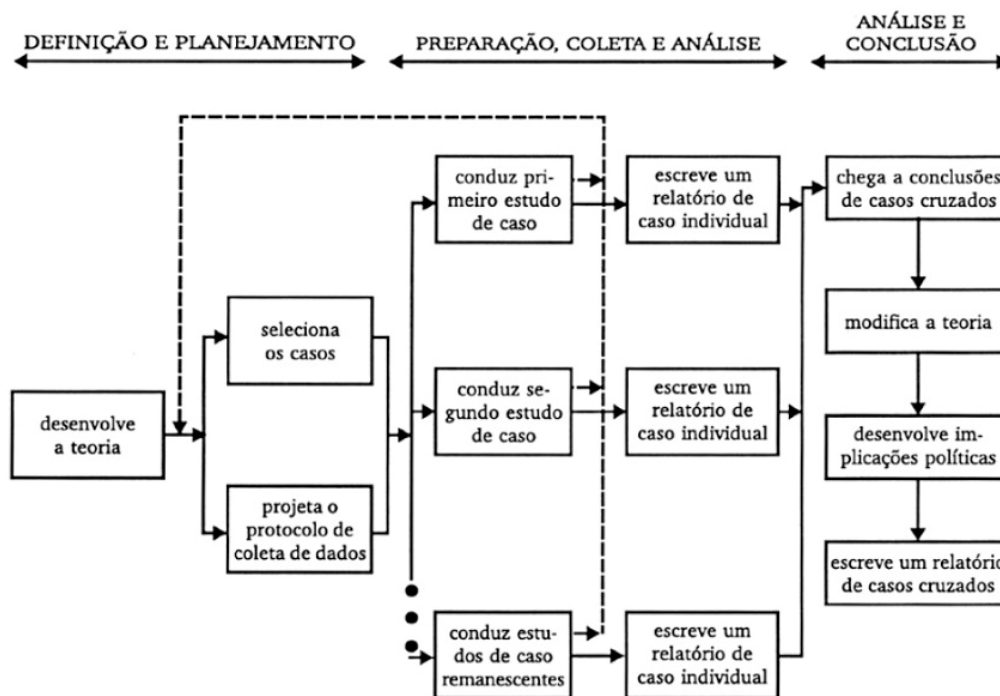 DEFINIÇÃO E PLANEJAMENTO
PREPARAÇÃO, COLETA E ANÁLISE
ANÁLISE E
CONCLUSÃO
desenvolve
a teoria
seleciona
os casos
projeta o
protocolo de
coleta de dados
conduz pri-
meiro estudo
de caso
escreve um
relatório de
caso individual
conduz se-
gundo estudo
de caso
escreve um
relatório de
caso individual
conduz estu-
dos de caso
remanescentes
escreve um
relatório de
caso individual
chega a conclusões
de casos cruzados
modifica a teoria
desenvolve im-
plicações políticas
escreve um relatório
de casos cruzados